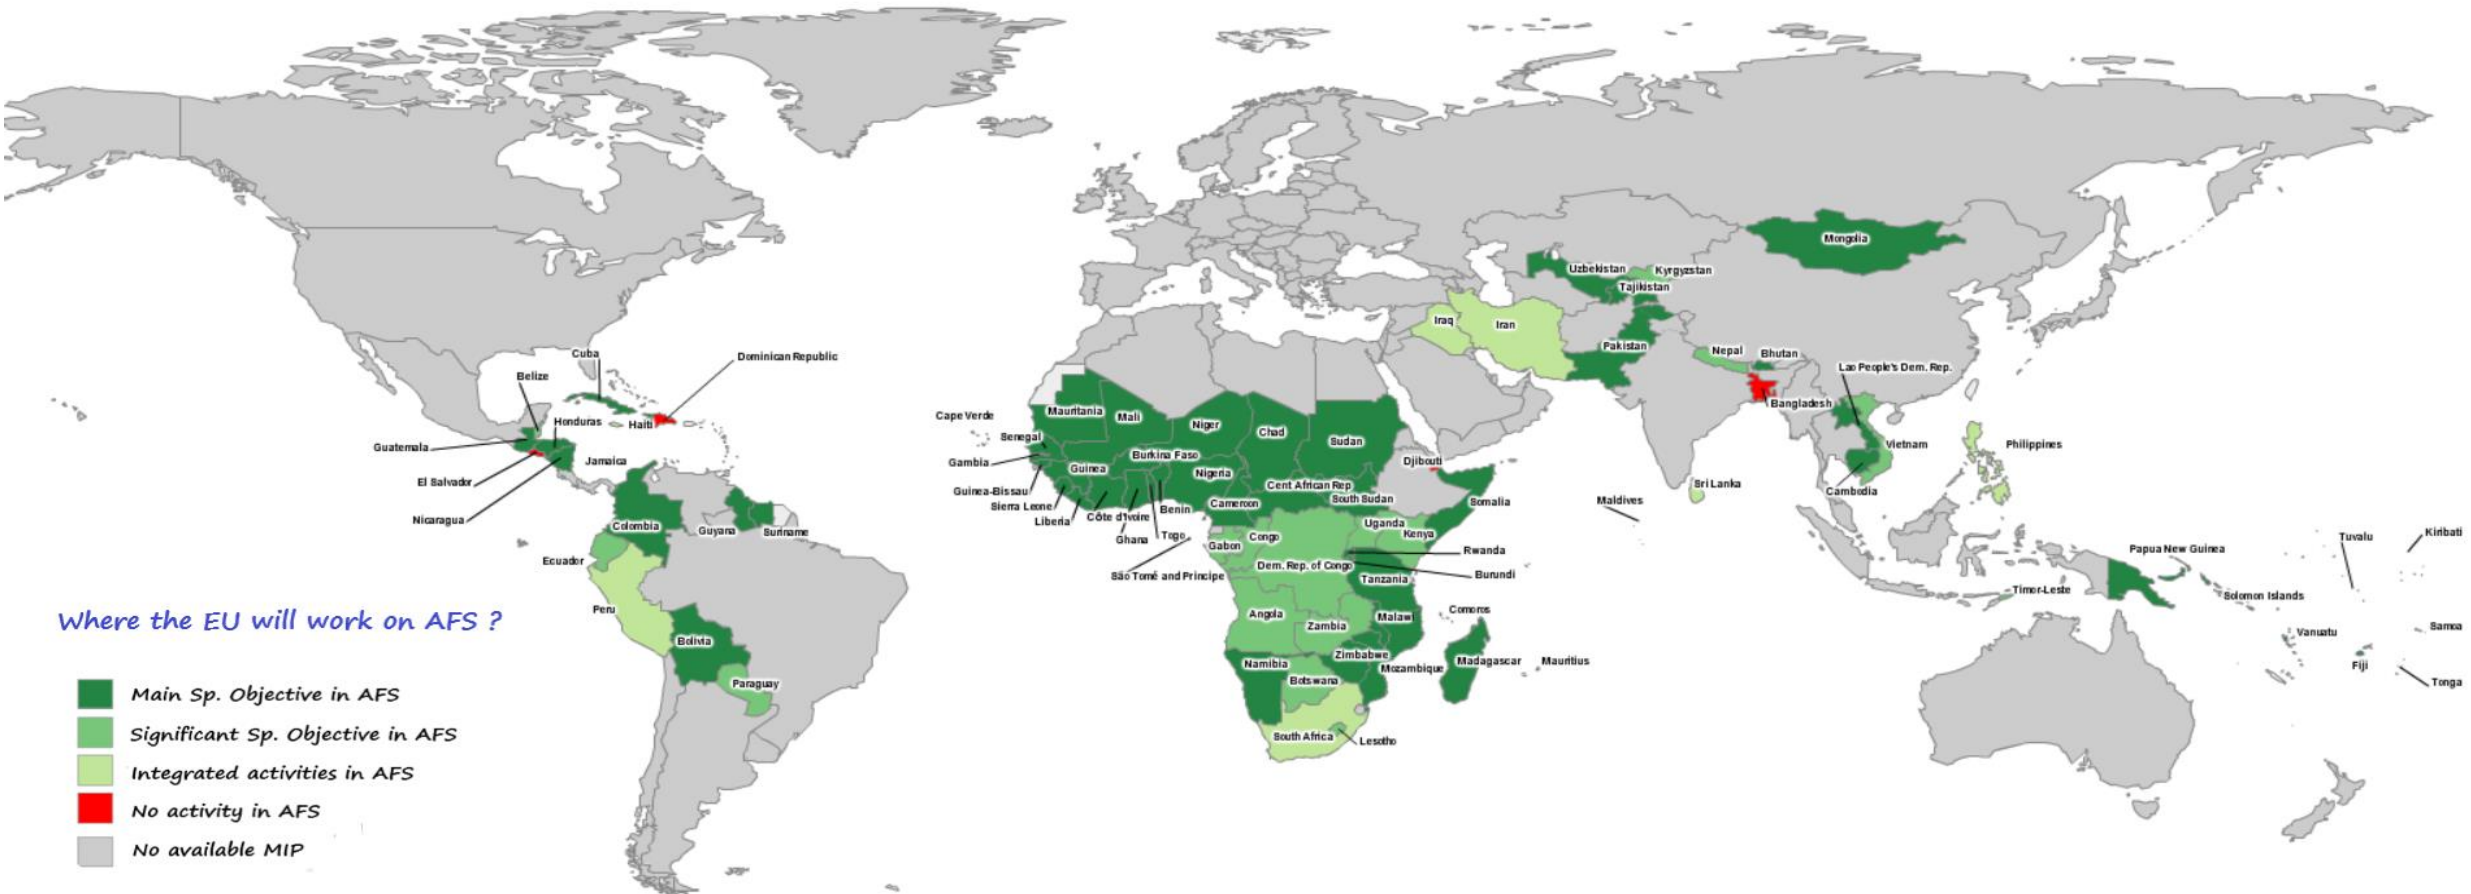 Mongolia
Uzbekistan
Kyrgyzstan
Tajikistan
Iraq
Iran
Pakistan
Nepal
Bhutan
Cuba
Dominican Republic
Lao People's Dem. Rep.
Belize
Bangladesh
Cape Verde
Mauritania
Mali
Niger
Chad
Sudan
Honduras
Haiti
Guatemala
Senegal
Burkina Faso
Vietnam
Philippines
Jamaica
Gambia
Guinea
Nigeria
Djibouti
El Salvador
Guinea-Bissau
Cent African Rep
Sri Lanka
Cambodia
South Sudan
Somalia
Maldives
Sierra Leone
Cameroon
Benin
Nicaragua
Liberia
Côte d'Ivoire
Colombia
Guyana
Suriname
Uganda
Kenya
Ghana
Togo
Congo
Gabon
Rwanda
Tuvalu
Kiribati
Papua New Guinea
Ecuador
São Tomé and Principe
Dem. Rep. of Congo
Burundi
Tanzania
Timor-Leste
Solomon Islands
Peru
Angola
Zambia
Malawi
Comoros
Where the EU will work on AFS ?
Samoa
Vanuatu
Bolivia
Zimbabwe
Mozambique
Namibia
Madagascar
Mauritius
Fiji
Botswana
Paraguay
Tonga
Main Sp. Objective in AFS
Significant Sp. Objective in AFS
South Africa
Lesotho
Integrated activities in AFS
No activity in AFS
No available MIP